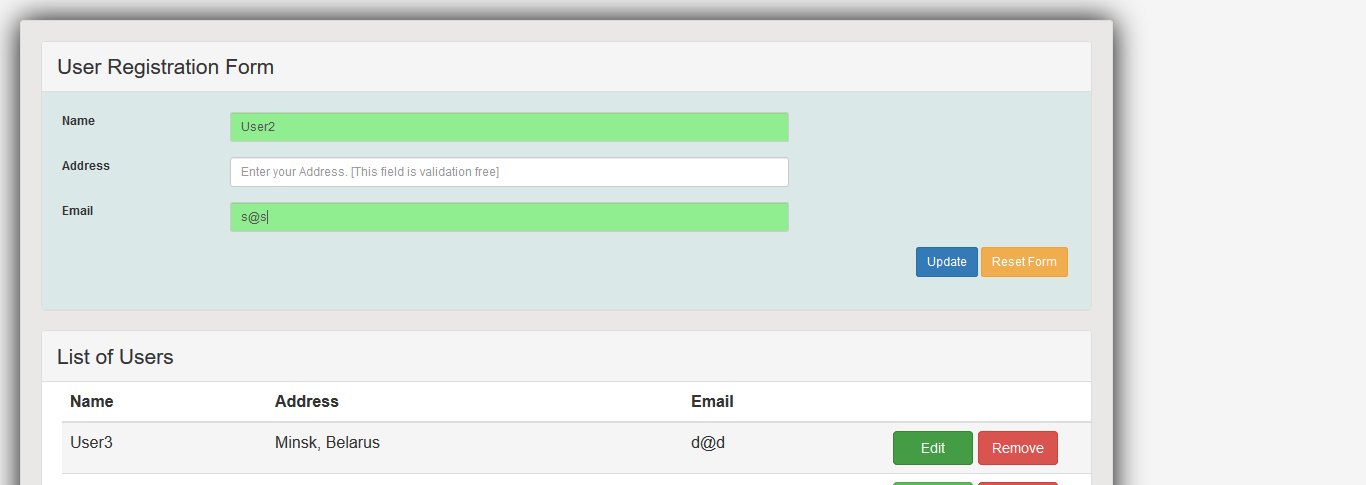 User Registration Form
Name
User2
Address
Enter your Address. [This field is validation free]
Email
s@s
Update Reset Form
List of Users
Name Address Email
User3 Minsk, Belarus d@d Edit Remove